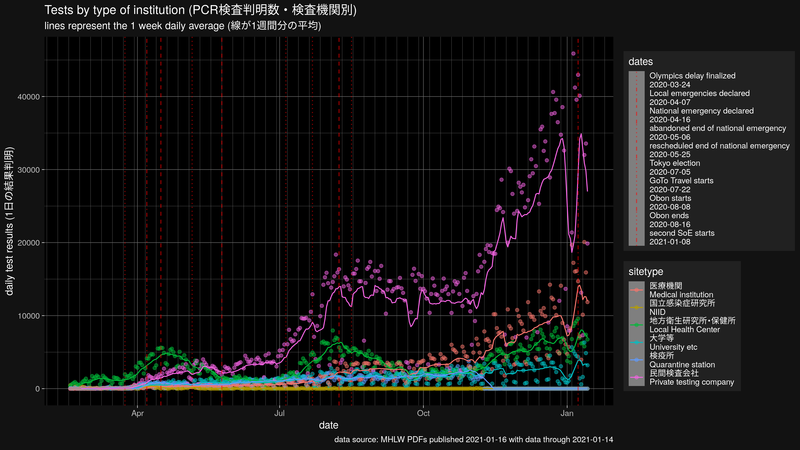 Tests by type of institution (PCR検査判明数・検査機関別)
lines represent the 1 week daily average (線が1週間分の平均)
daily test results (1日の結果判明)
40000
30000
20000
10000
0
Apr
Jul
Oct
Jan
date
data source: MHLW PDFs published 2021-01-16 with data through 2021-01-14
dates
Olympics delay finalized
2020-03-24
Local emergencies declared
2020-04-07
National emergency declared
2020-04-16
abandoned end of national emergency
2020-05-06
rescheduled end of national emergency
2020-05-25
Tokyo election
2020-07-05
GoTo Travel starts
2020-07-22
Obon starts
2020-08-08
Obon ends
2020-08-16
second SoE starts
2021-01-08
sitetype
医療機関
Medical institution
国立感染症研究所
NIID
地方衛生研究所・保健所
Local Health Center
大学等
University etc
検疫所
Quarantine station
民間検査会社
Private testing company